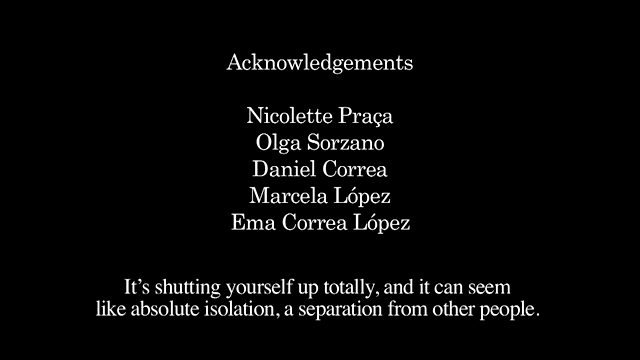 Acknowledgements
Nicolette Praça
Olga Sorzano
Daniel Correa
Marcela López
Ema Correa López
It's shutting yourself up totally, and it can seem
like absolute isolation, a separation from other people.